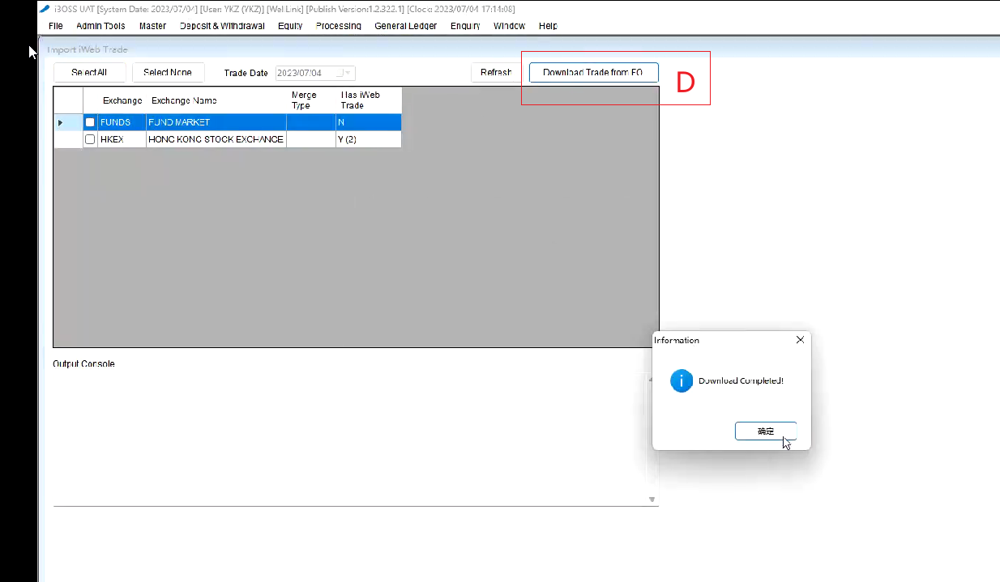 iBOSS UAT [System Date: 2023/07/04] [User: YKZ (YKZ)] [WellLink] [Publish Version:1.2.322.1] [Clock: 2023/07/04 17:14:08]
File Admin Tools Master Deposit & Withdrawal Equity Processing General Ledger Enquiry Window Help
Import iWeb Trade
Select All Select None Trade Date 2023/07/04 Refresh Download Trade from FO D
Exchange Exchange Name Merge Type Has iWeb Trade
FUNDS FUND MARKET N
HKEX HONG KONG STOCK EXCHANGE Y (2)
Output Console
Information
Download Completed!
确定